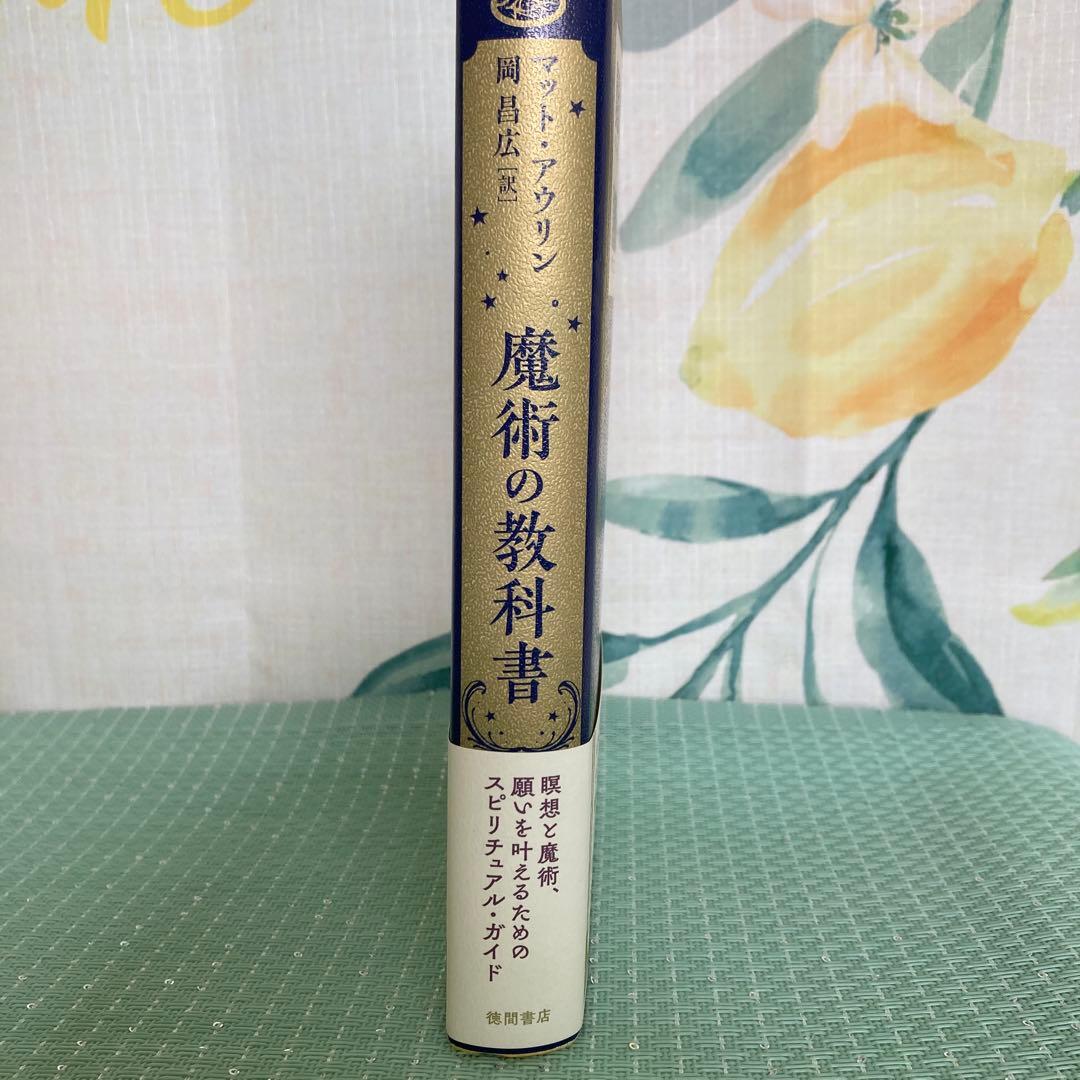 マット・アウリン
岡 昌広［訳］
魔術の教科書
瞑想と魔術、
願いを叶えるための
スピリチュアル・ガイド
徳間書店